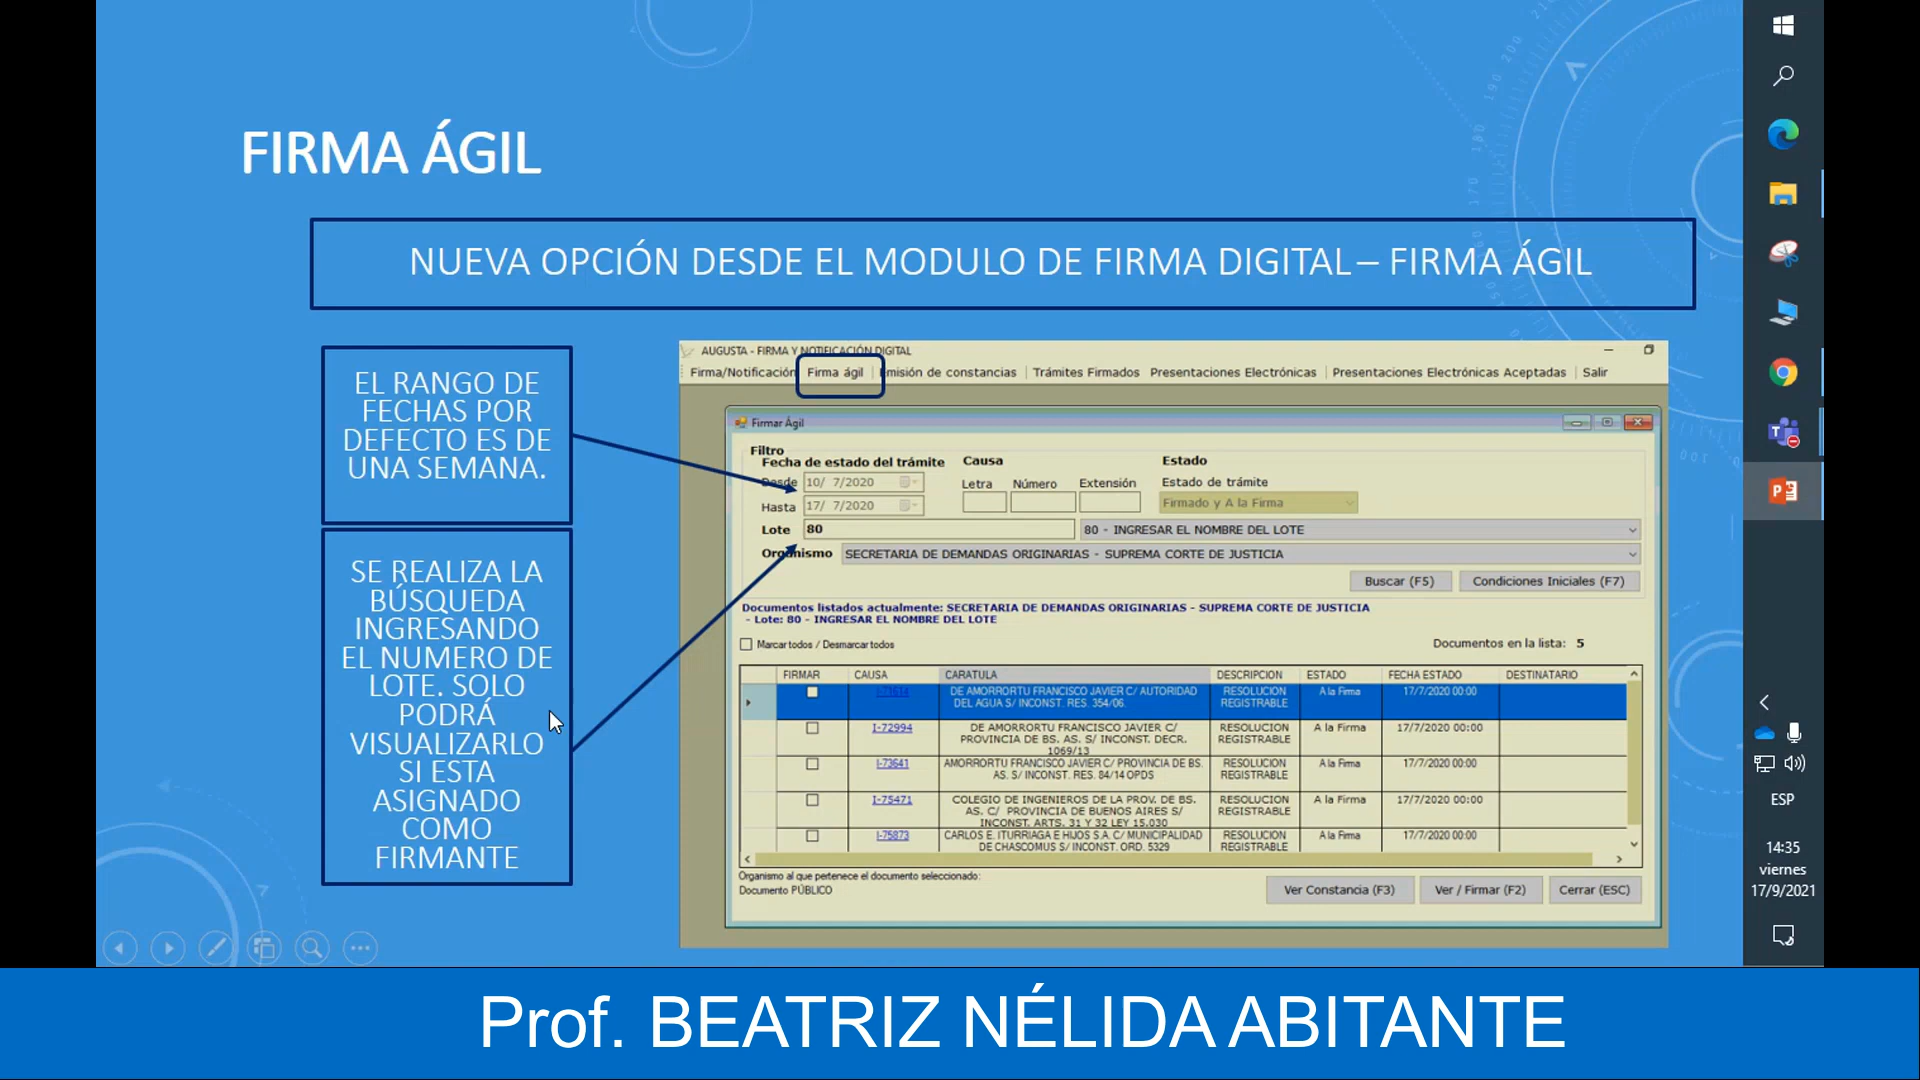 FIRMA ÁGIL
NUEVA OPCIÓN DESDE EL MODULO DE FIRMA DIGITAL – FIRMA ÁGIL
EL RANGO DE
FECHAS POR
DEFECTO ES DE
UNA SEMANA.
SE REALIZA LA
BÚSQUEDA
INGRESANDO
EL NUMERO DE
LOTE. SOLO
PODRÁ
VISUALIZARLO
SI ESTA
ASIGNADO
COMO
FIRMANTE
AUGUSTA - FIRMA Y NOTIFICACIÓN DIGITAL
Firma/Notificación Firma ágil Emisión de constancias Trámites Firmados Presentaciones Electrónicas Presentaciones Electrónicas Aceptadas Salir
Firmar Ágil
Filtro
Fecha de estado del trámite Causa Estado
Desde 10/ 7/2020 Letra Número Extensión Estado de trámite
Hasta 17/ 7/2020 Firmado y A la Firma
Lote 80 80 - INGRESAR EL NOMBRE DEL LOTE
Organismo SECRETARIA DE DEMANDAS ORIGINARIAS - SUPREMA CORTE DE JUSTICIA
Buscar (F5) Condiciones Iniciales (F7)
Documentos listados actualmente: SECRETARIA DE DEMANDAS ORIGINARIAS - SUPREMA CORTE DE JUSTICIA
- Lote: 80 - INGRESAR EL NOMBRE DEL LOTE
Marcar todos / Desmarcar todos Documentos en la lista: 5
FIRMAR CAUSA CARATULA DESCRIPCION ESTADO FECHA ESTADO DESTINATARIO
DE AMORRORTU FRANCISCO JAVIER C/ AUTORIDAD RESOLUCION A la Firma 17/7/2020 00:00
DEL AGUA S/ INCONST. RES. 354/06. REGISTRABLE
I-72994 DE AMORRORTU FRANCISCO JAVIER C/ RESOLUCION A la Firma 17/7/2020 00:00
PROVINCIA DE BS. AS. S/ INCONST. DECR. REGISTRABLE
1069/13
I-73641 AMORRORTU FRANCISCO JAVIER C/ PROVINCIA DE BS. RESOLUCION A la Firma 17/7/2020 00:00
AS. S/ INCONST. RES. 84/14 OPDS REGISTRABLE
I-75471 COLEGIO DE INGENIEROS DE LA PROV. DE BS. RESOLUCION A la Firma 17/7/2020 00:00
AS. C/ PROVINCIA DE BUENOS AIRES S/ REGISTRABLE
INCONST. ARTS. 31 Y 32 LEY 15.030
I-75873 CARLOS E. ITURRIAGA E HIJOS S.A. C/ MUNICIPALIDAD RESOLUCION A la Firma 17/7/2020 00:00
DE CHASCOMUS S/ INCONST. ORD. 5329 REGISTRABLE
Organismo al que pertenece el documento seleccionado:
Documento PÚBLICO
Ver Constancia (F3) Ver / Firmar (F2) Cerrar (ESC)
ESP
14:35
viernes
17/9/2021
Prof. BEATRIZ NÉLIDA ABITANTE